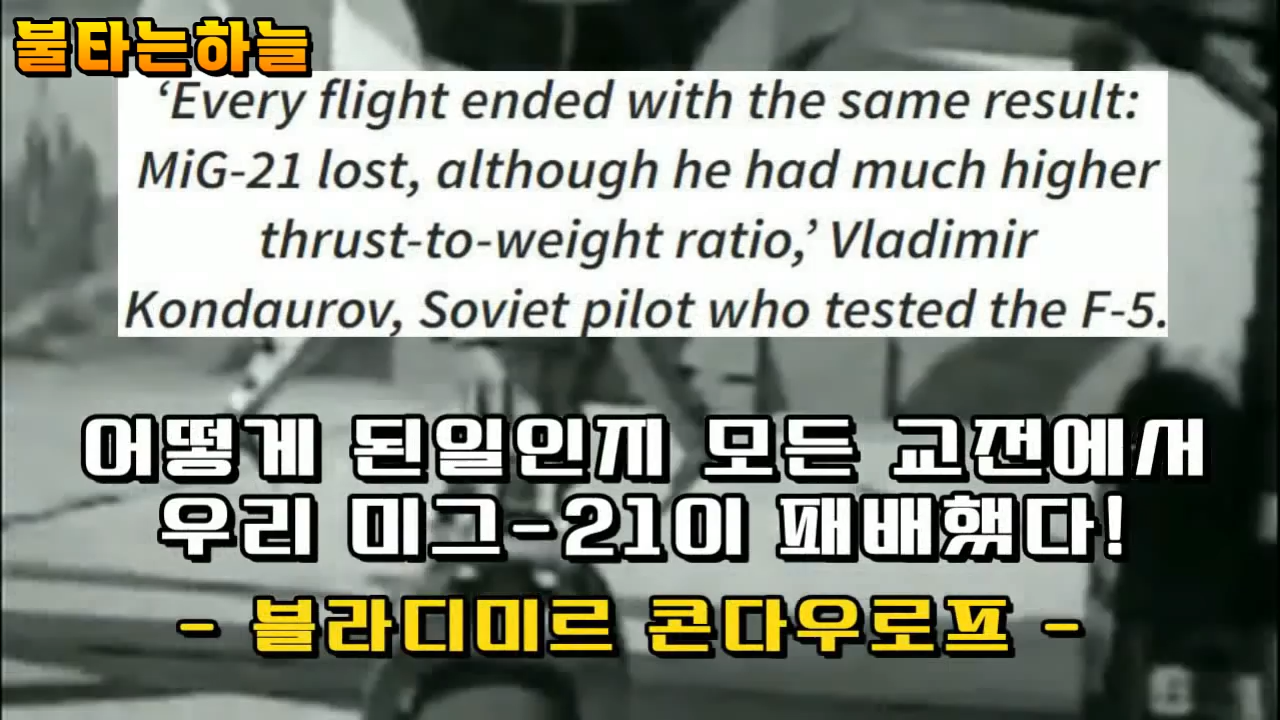 불타는하늘
‘Every flight ended with the same result:
MiG-21 lost, although he had much higher
thrust-to-weight ratio,’ Vladimir
Kondaurov, Soviet pilot who tested the F-5.
어떻게 된일인지 모든 교전에서
우리 미그-21이 패배했다!
- 블라디미르 콘다우로프 -